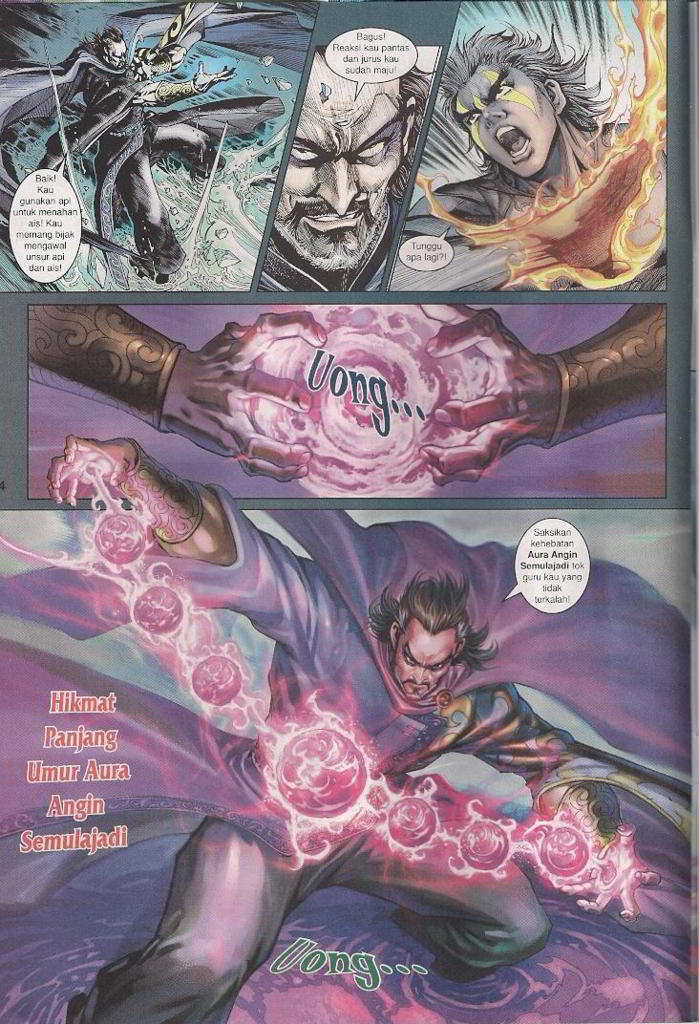 Baik!
Kau
gunakan api
untuk menahan
ais! Kau
memang bijak
mengawal
unsur api
dan ais!
Bagus!
Reaksi kau pantas
dan jurus kau
sudah maju!
Tunggu
apa lagi?!
Uong...
4
Saksikan
kehebatan
Aura Angin
Semulajadi tok
guru kau yang
tidak
terkalah!
Hikmat
Panjang
Umur Aura
Angin
Semulajadi
Uong...